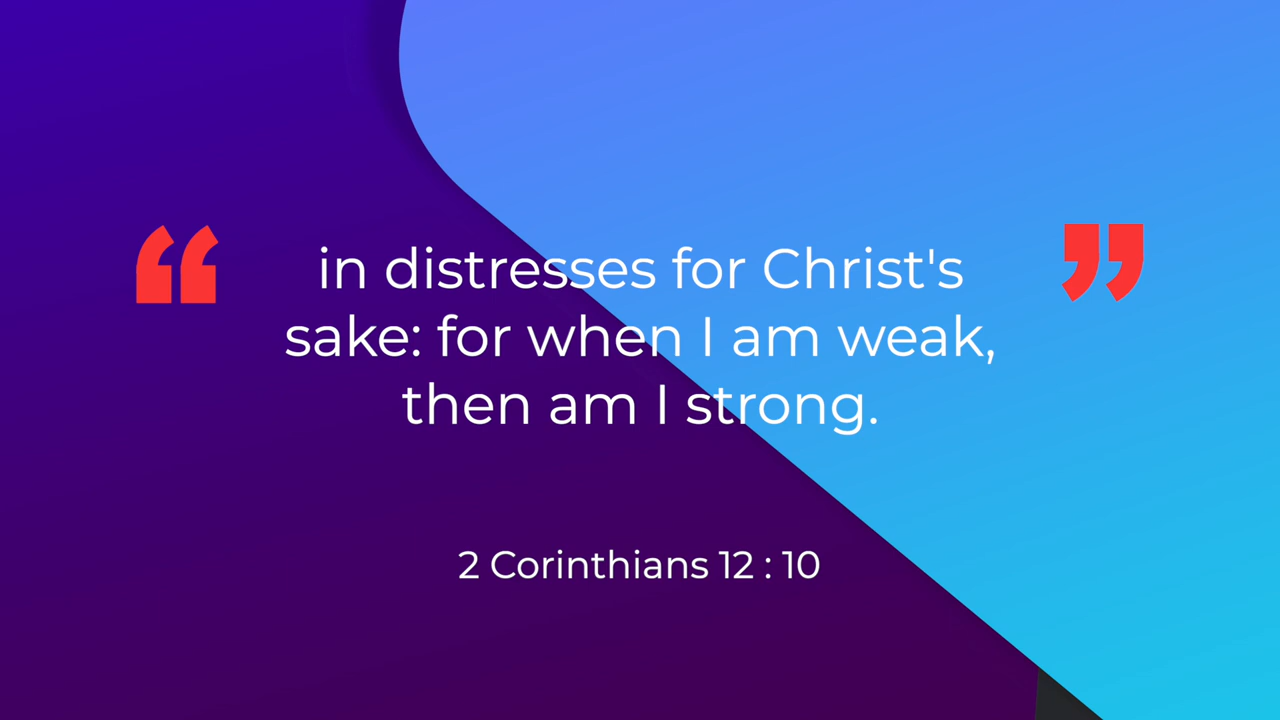 “ in distresses for Christ's ”
sake: for when I am weak,
then am I strong.
2 Corinthians 12 : 10